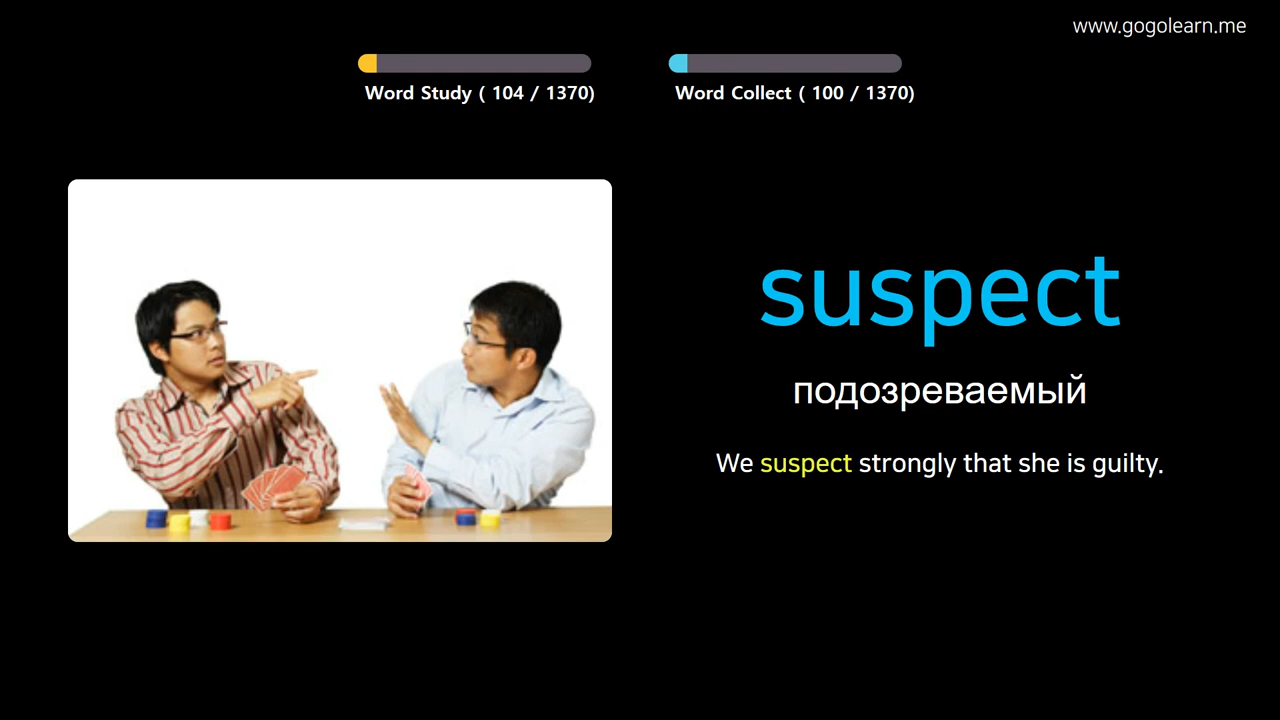 www.gogolearn.me
Word Study ( 104 / 1370)
Word Collect ( 100 / 1370)
suspect
подозреваемый
We suspect strongly that she is guilty.